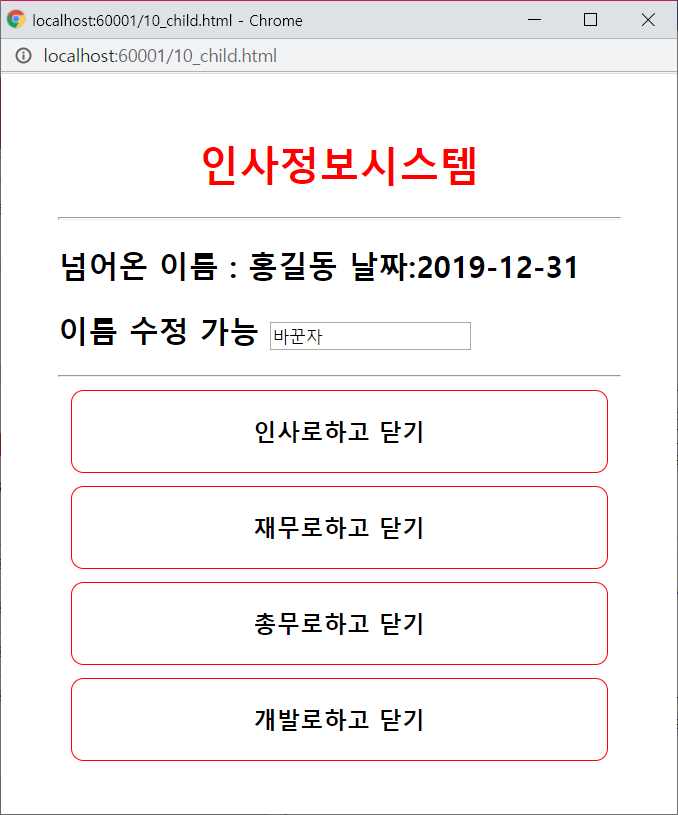 localhost:60001/10_child.html - Chrome
localhost:60001/10_child.html
인사정보시스템
넘어온 이름 : 홍길동 날짜:2019-12-31
이름 수정 가능 바꾼자
인사로하고 닫기
재무로하고 닫기
총무로하고 닫기
개발로하고 닫기